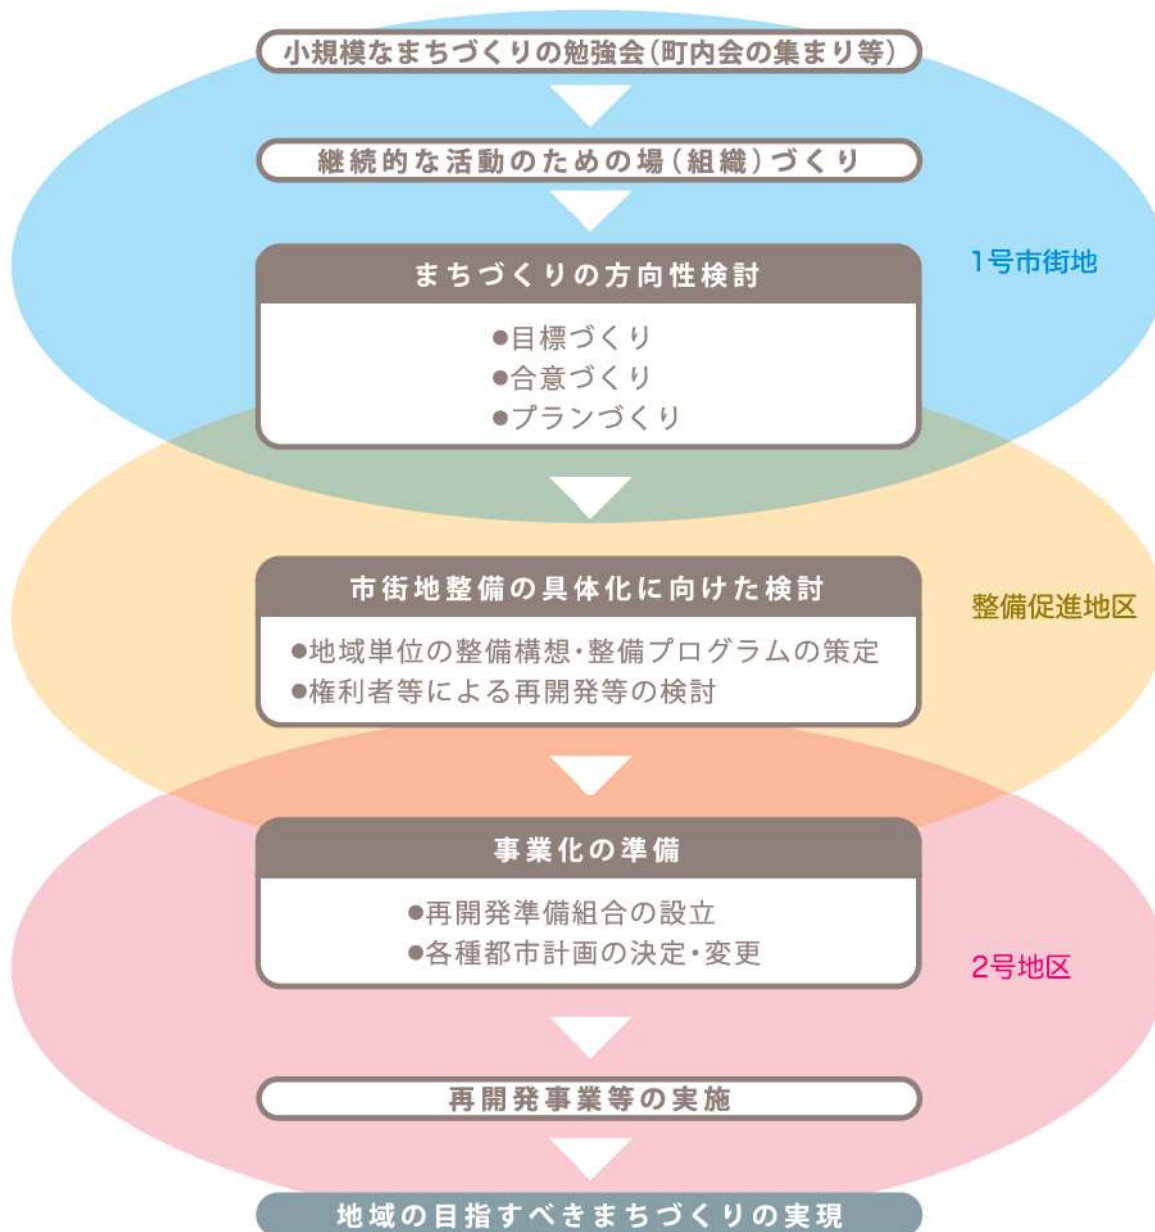 小規模なまちづくりの勉強会(町内会の集まり等)
継続的な活動のための場(組織)づくり
まちづくりの方向性検討
●目標づくり
●合意づくり
●プランづくり
1号市街地
市街地整備の具体化に向けた検討
●地域単位の整備構想・整備プログラムの策定
●権利者等による再開発等の検討
整備促進地区
事業化の準備
●再開発準備組合の設立
●各種都市計画の決定・変更
2号地区
再開発事業等の実施
地域の目指すべきまちづくりの実現